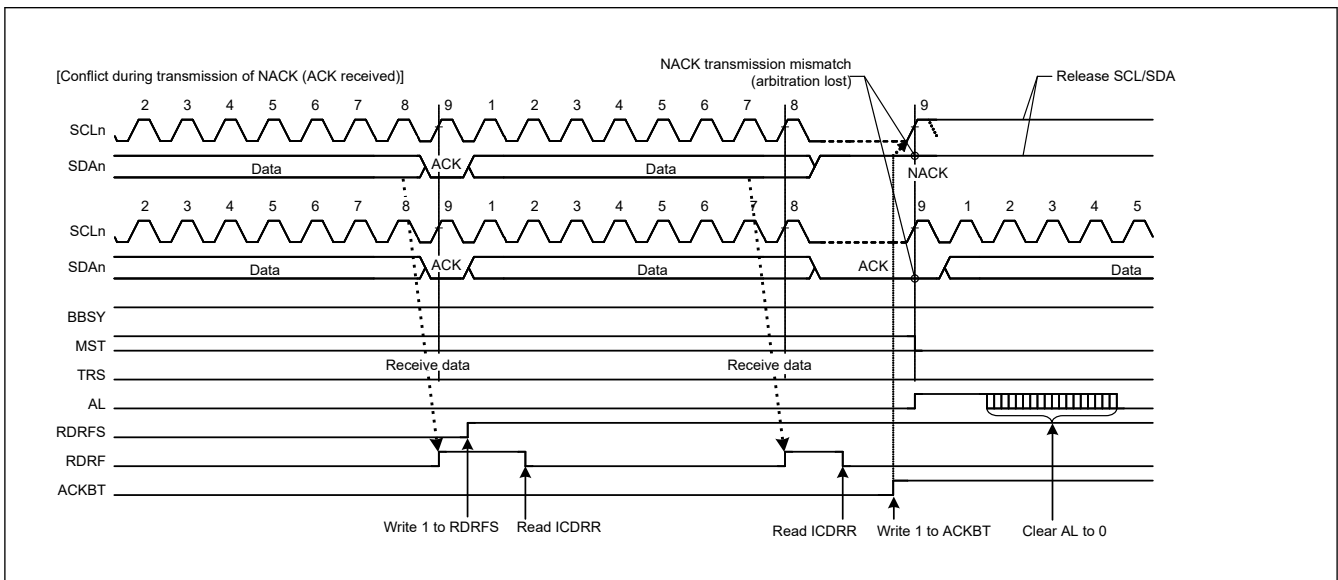 [Conflict during transmission of NACK (ACK received)]
NACK transmission mismatch
(arbitration lost)
Release SCL/SDA
2 3 4 5 6 7 8 9 1 2 3 4 5 6 7 8 9
SCLn
SDAn Data ACK Data NACK
2 3 4 5 6 7 8 9 1 2 3 4 5 6 7 8 9 1 2 3 4 5
SCLn
SDAn Data ACK Data ACK Data
BBSY
MST
Receive data Receive data
TRS
AL
RDRFS
RDRF
ACKBT
Write 1 to RDRFS Read ICDRR Read ICDRR Write 1 to ACKBT Clear AL to 0